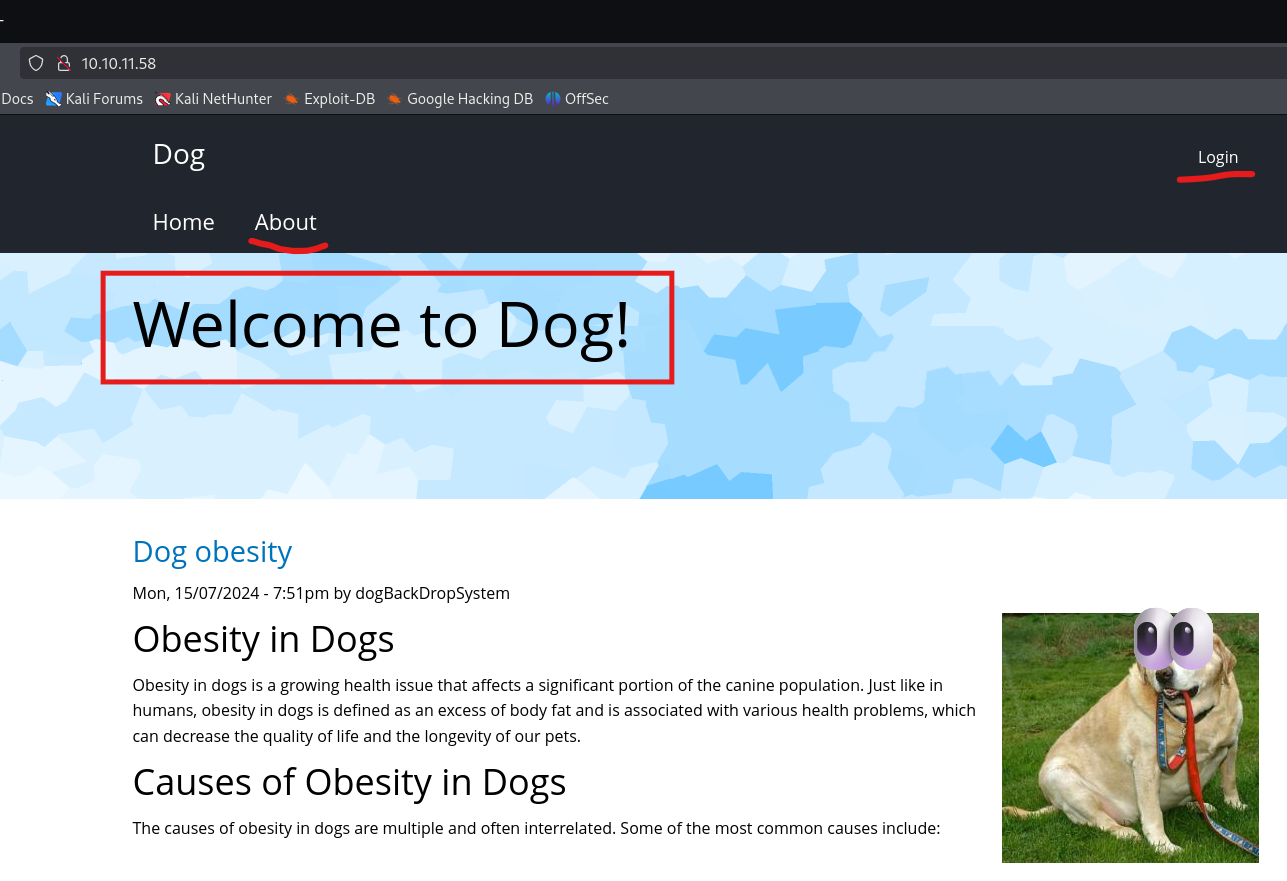 10.10.11.58
Docs Kali Forums Kali NetHunter Exploit-DB Google Hacking DB OffSec
Dog
Login
Home About
Welcome to Dog!
Dog obesity
Mon, 15/07/2024 - 7:51pm by dogBackDropSystem
Obesity in Dogs
Obesity in dogs is a growing health issue that affects a significant portion of the canine population. Just like in
humans, obesity in dogs is defined as an excess of body fat and is associated with various health problems, which
can decrease the quality of life and the longevity of our pets.
Causes of Obesity in Dogs
The causes of obesity in dogs are multiple and often interrelated. Some of the most common causes include: